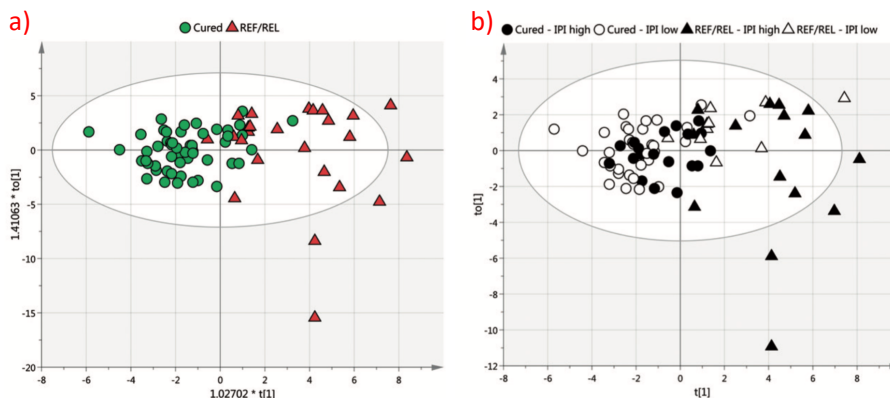 a)
Cured REF/REL
1.41063 * to[1]
10
5
0
-5
-10
-15
-20
-8 -6 -4 -2 0 2 4 6 8
1.02702 * t[1]
b)
Cured - IPI high Cured - IPI low REF/REL - IPI high REF/REL - IPI low
to[1]
6
4
2
0
-2
-4
-6
-8
-10
-12
-8 -6 -4 -2 0 2 4 6 8
t[1]